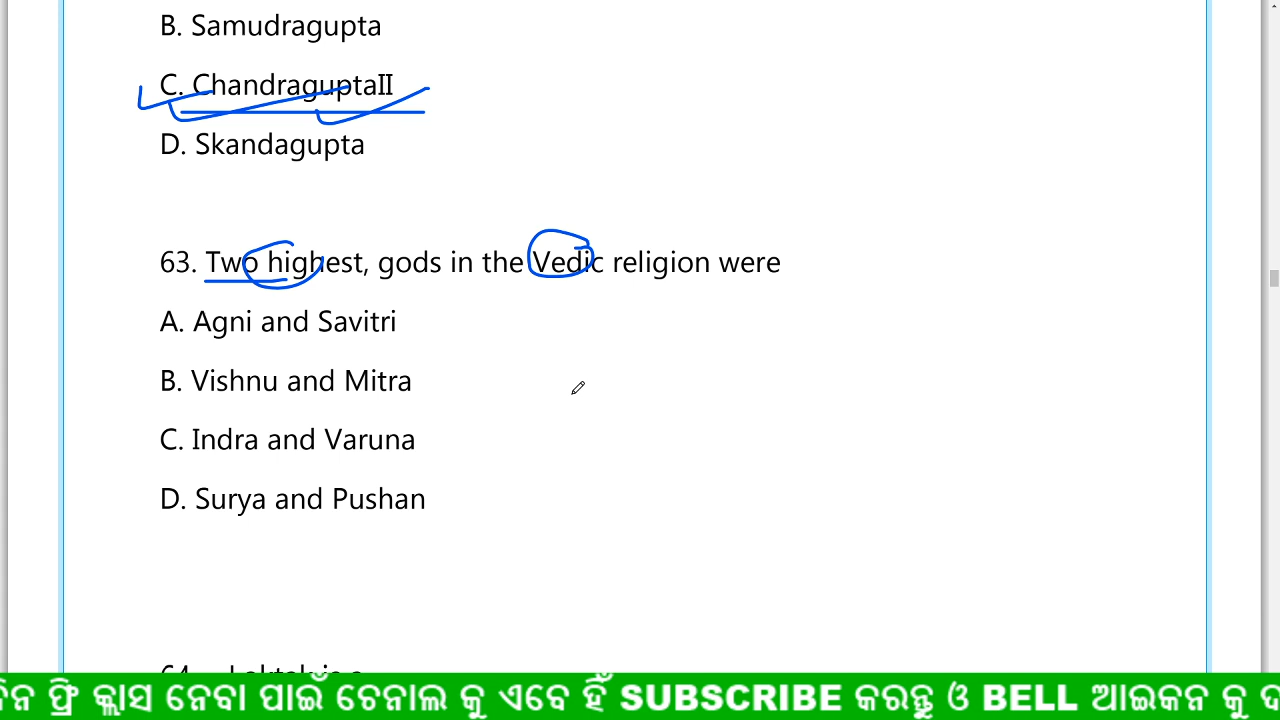 B. Samudragupta
C. ChandraguptaII
D. Skandagupta
63. Two highest, gods in the Vedic religion were
A. Agni and Savitri
B. Vishnu and Mitra
C. Indra and Varuna
D. Surya and Pushan
64.
ଫ୍ରି କ୍ଲାସ ନେବା ପାଇଁ ଚେନାଲ କୁ ଏବେ ହିଁ SUBSCRIBE କରନ୍ତୁ ଓ BELL ଆଇକନ କୁ